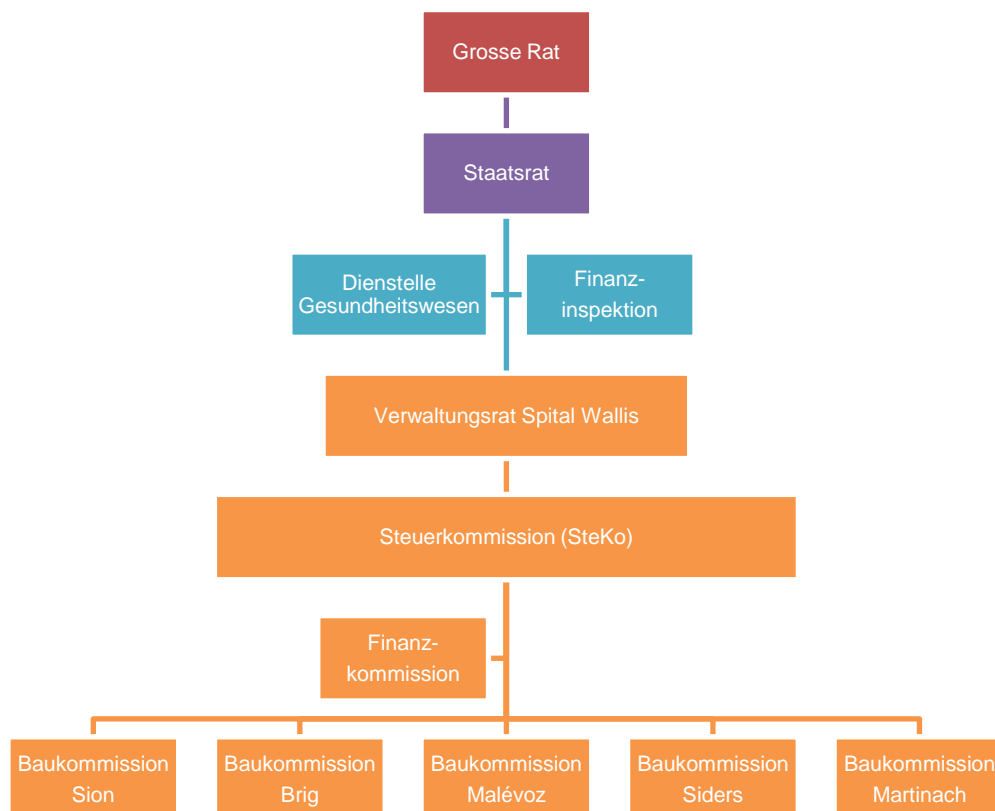 Grosse Rat
Staatsrat
Dienstelle
Gesundheitswesen
Finanz-
inspektion
Verwaltungsrat Spital Wallis
Steuerkommission (SteKo)
Finanz-
kommission
Baukommission
Sion
Baukommission
Brig
Baukommission
Malévoz
Baukommission
Siders
Baukommission
Martinach